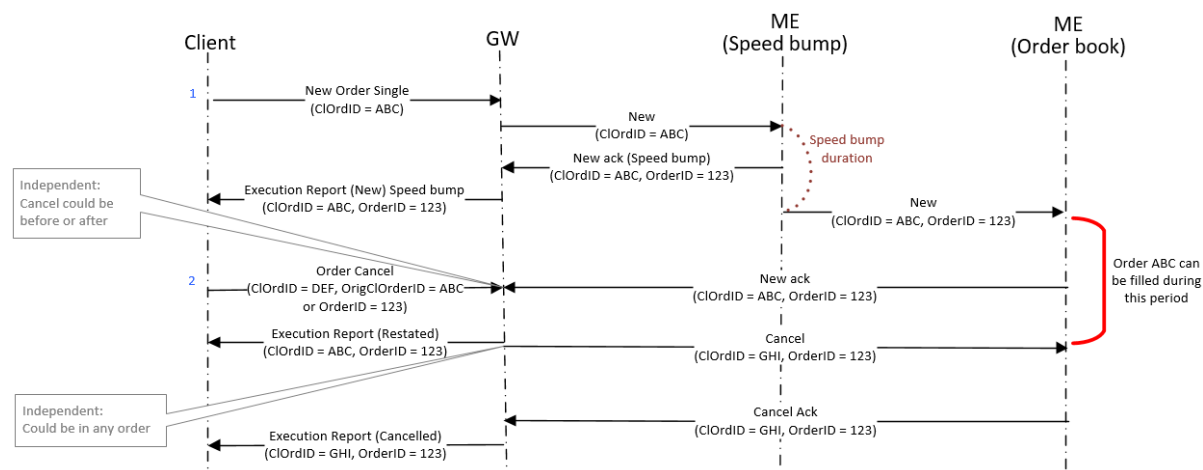 Client
GW
ME
(Speed bump)
ME
(Order book)
1
New Order Single
(ClOrdID = ABC)
New
(ClOrdID = ABC)
Speed bump
duration
New ack (Speed bump)
(ClOrdID = ABC, OrderID = 123)
Independent:
Cancel could be
before or after
Execution Report (New) Speed bump
(ClOrdID = ABC, OrderID = 123)
New
(ClOrdID = ABC, OrderID = 123)
2
Order Cancel
(ClOrdID = DEF, OrigClOrderID = ABC
or OrderID = 123)
New ack
(ClOrdID = ABC, OrderID = 123)
Order ABC can
be filled during
this period
Execution Report (Restated)
(ClOrdID = ABC, OrderID = 123)
Cancel
(ClOrdID = GHI, OrderID = 123)
Independent:
Could be in any order
Cancel Ack
(ClOrdID = GHI, OrderID = 123)
Execution Report (Cancelled)
(ClOrdID = GHI, OrderID = 123)